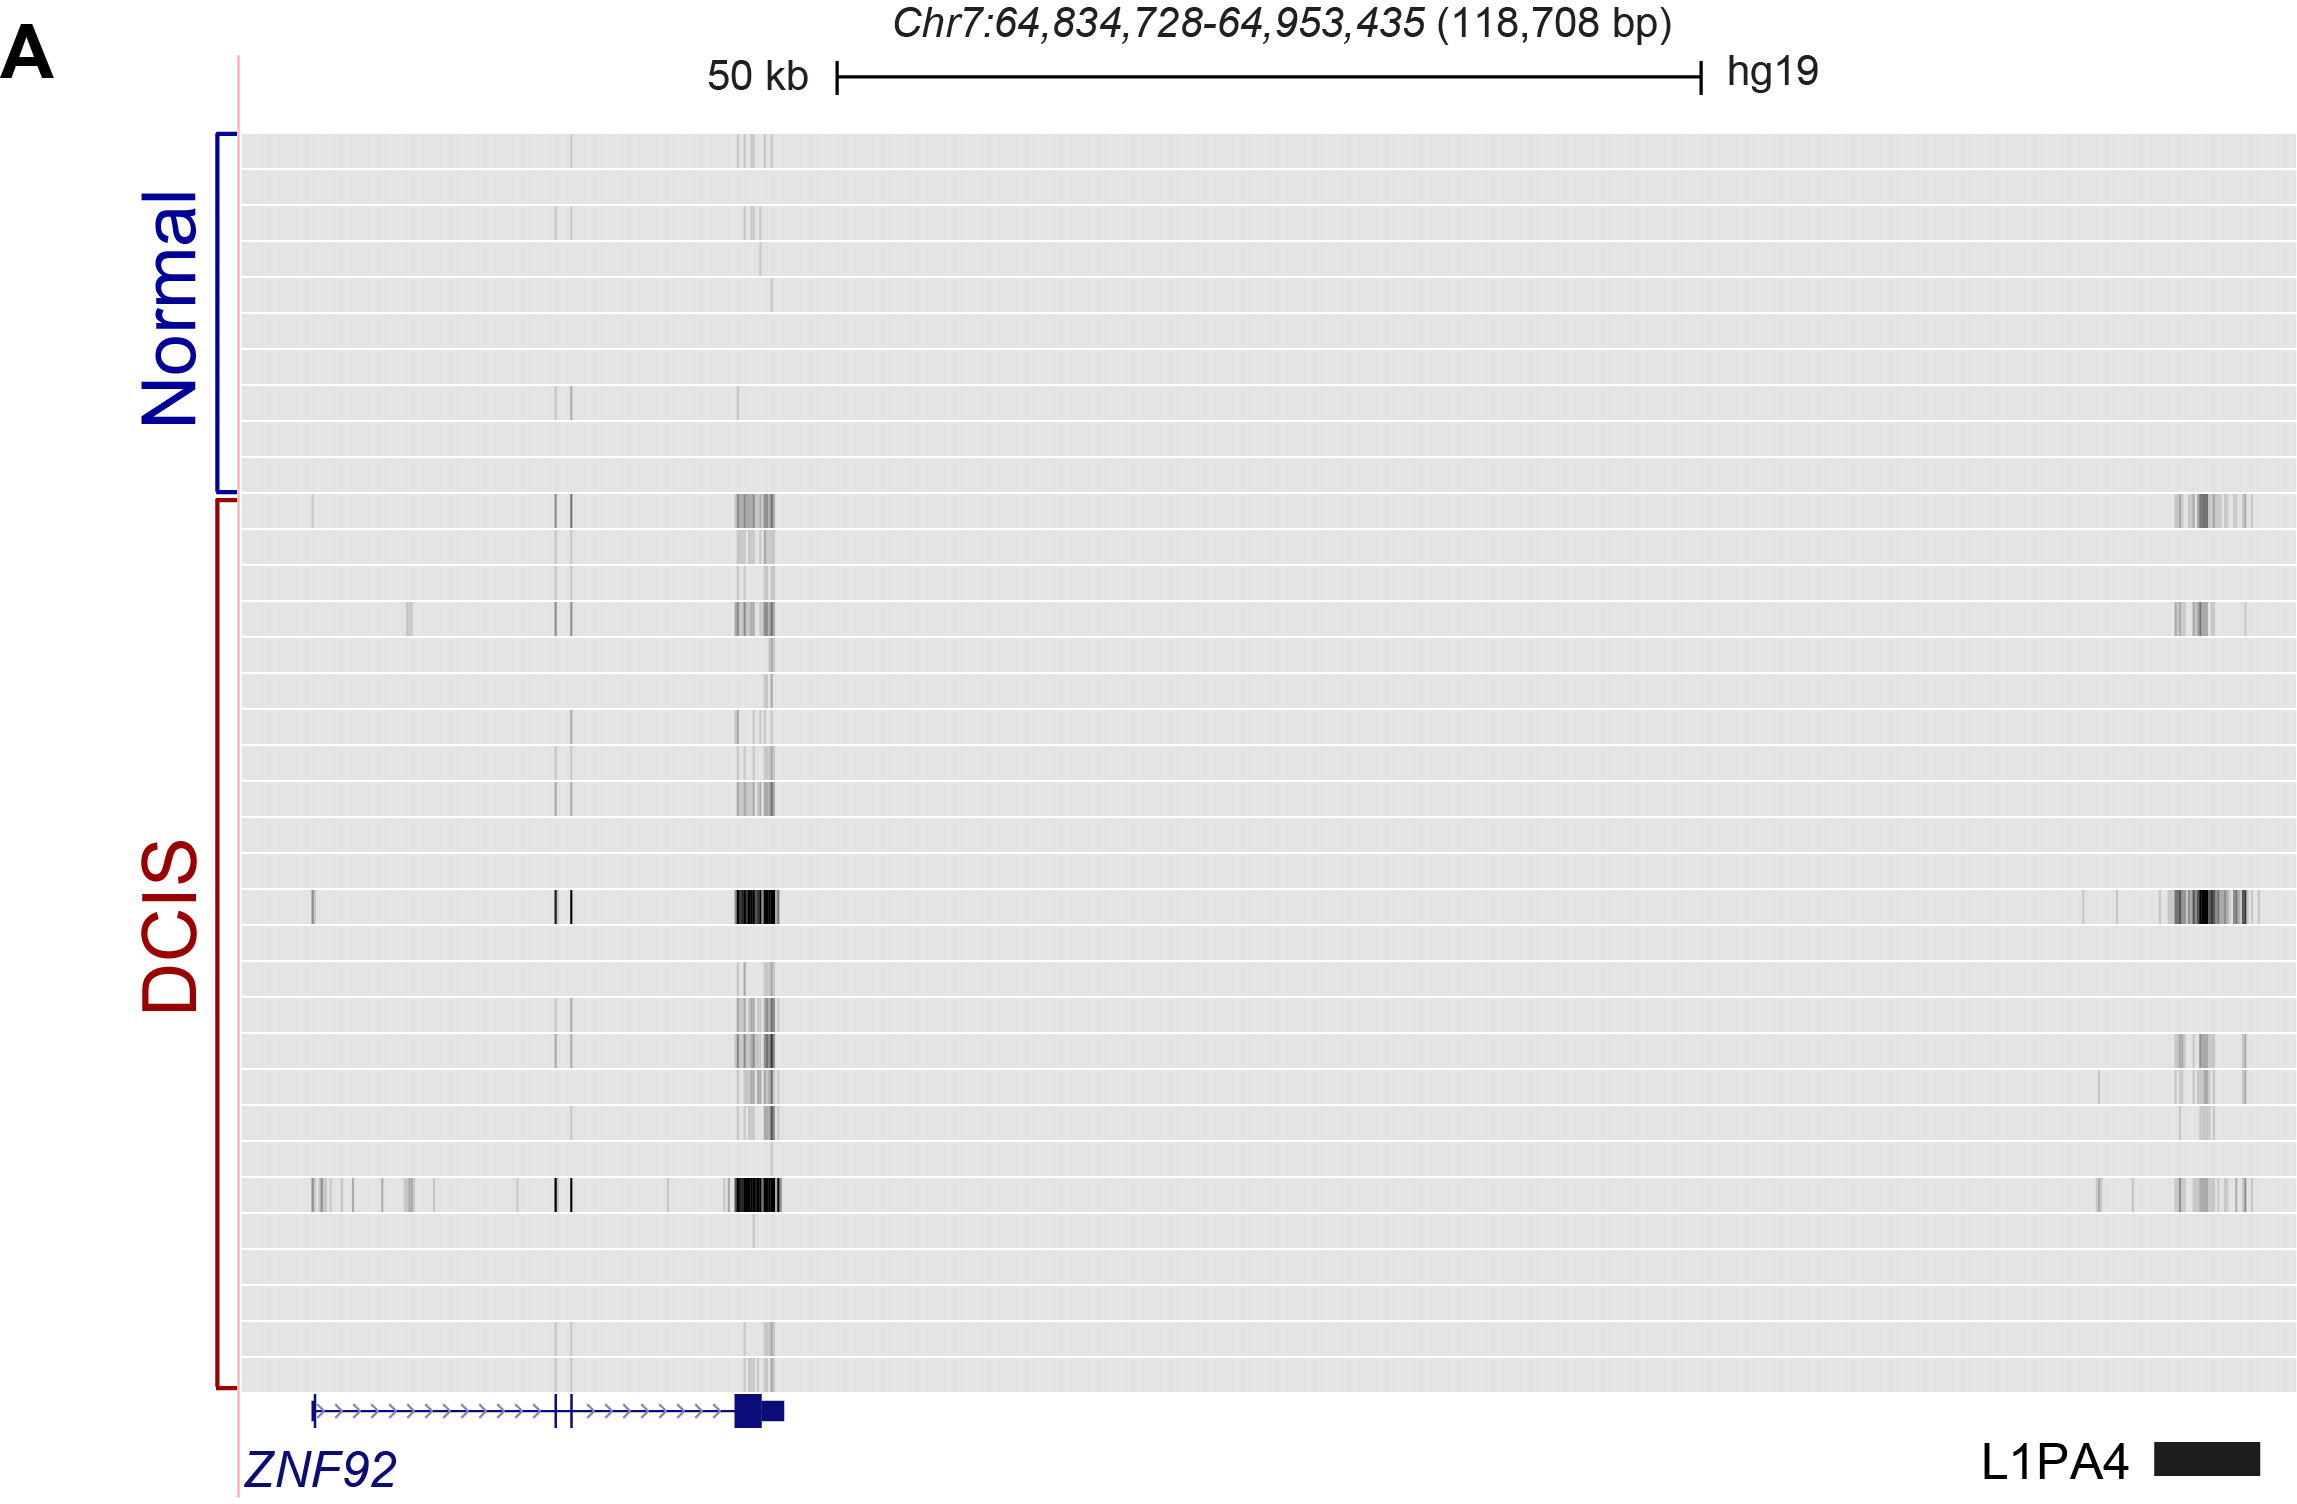 A
Chr7:64,834,728-64,953,435 (118,708 bp)
50 kb
hg19
Normal
DCIS
ZNF92
L1PA4